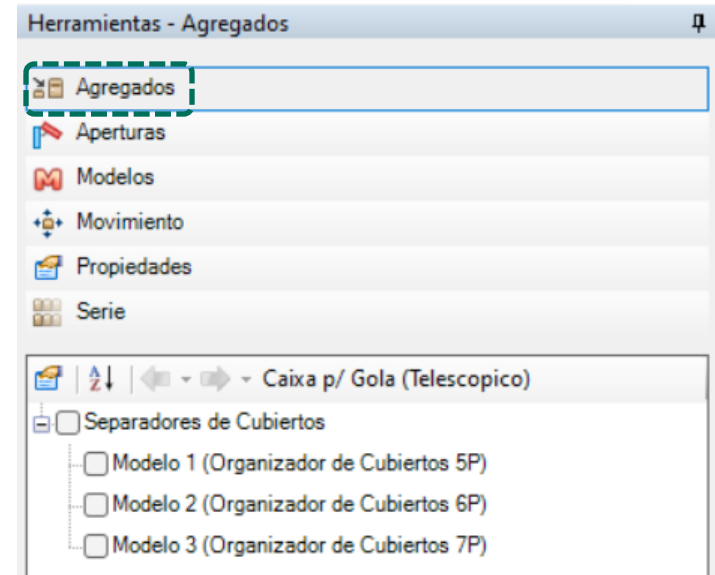 Herramientas - Agregados
Agregados
Aperturas
Modelos
Movimiento
Propiedades
Serie
Caixa p/ Gola (Telescopico)
Separadores de Cubiertos
Modelo 1 (Organizador de Cubiertos 5P)
Modelo 2 (Organizador de Cubiertos 6P)
Modelo 3 (Organizador de Cubiertos 7P)